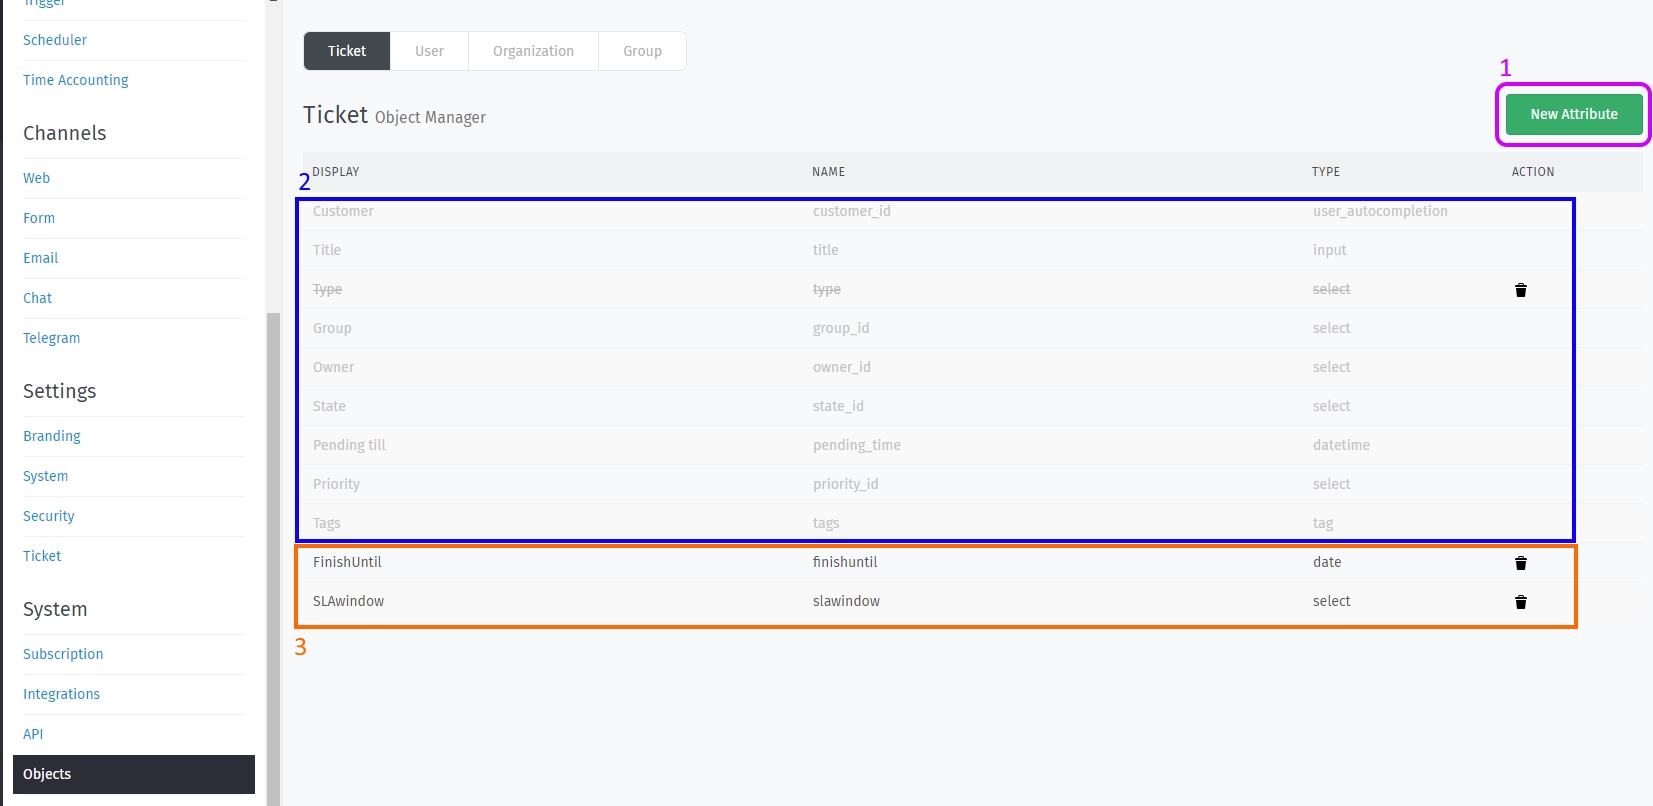 Trigger
Scheduler
Time Accounting
Channels
Web
Form
Email
Chat
Telegram
Settings
Branding
System
Security
Ticket
System
Subscription
Integrations
API
Objects
Ticket User Organization Group
1
Ticket Object Manager
New Attribute
DISPLAY NAME TYPE ACTION
2
Customer customer_id user_autocompletion
Title title input
Type type select
Group group_id select
Owner owner_id select
State state_id select
Pending till pending_time datetime
Priority priority_id select
Tags tags tag
FinishUntil finishuntil date
SLAwindow slawindow select
3